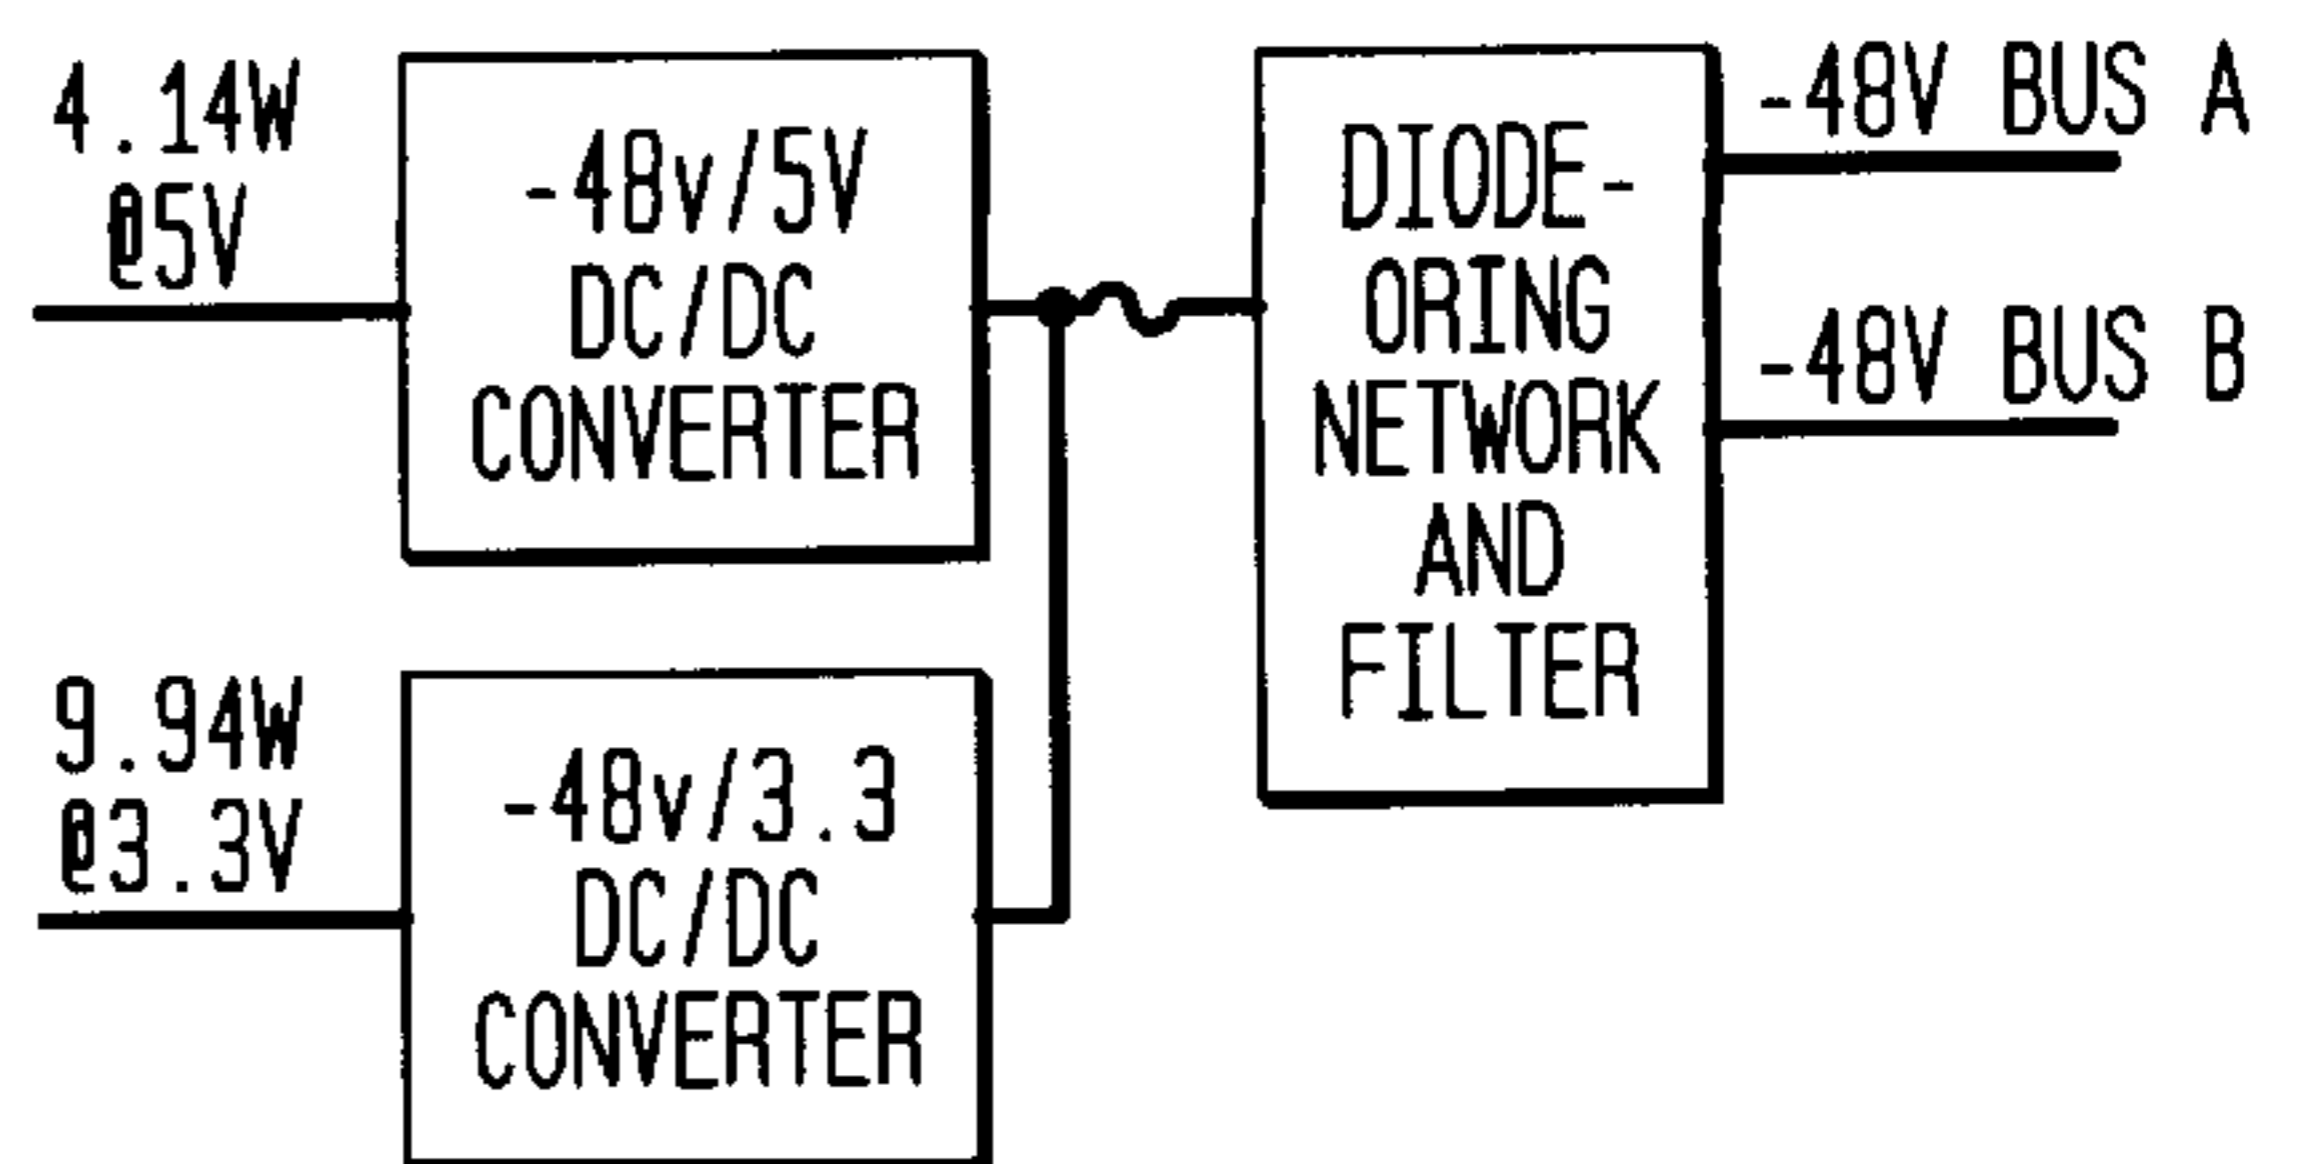 4.14W
@5V
-48v/5V
DC/DC
CONVERTER
DIODE-
ORING
NETWORK
AND
FILTER
-48V BUS A
-48V BUS B
9.94W
@3.3V
-48v/3.3
DC/DC
CONVERTER